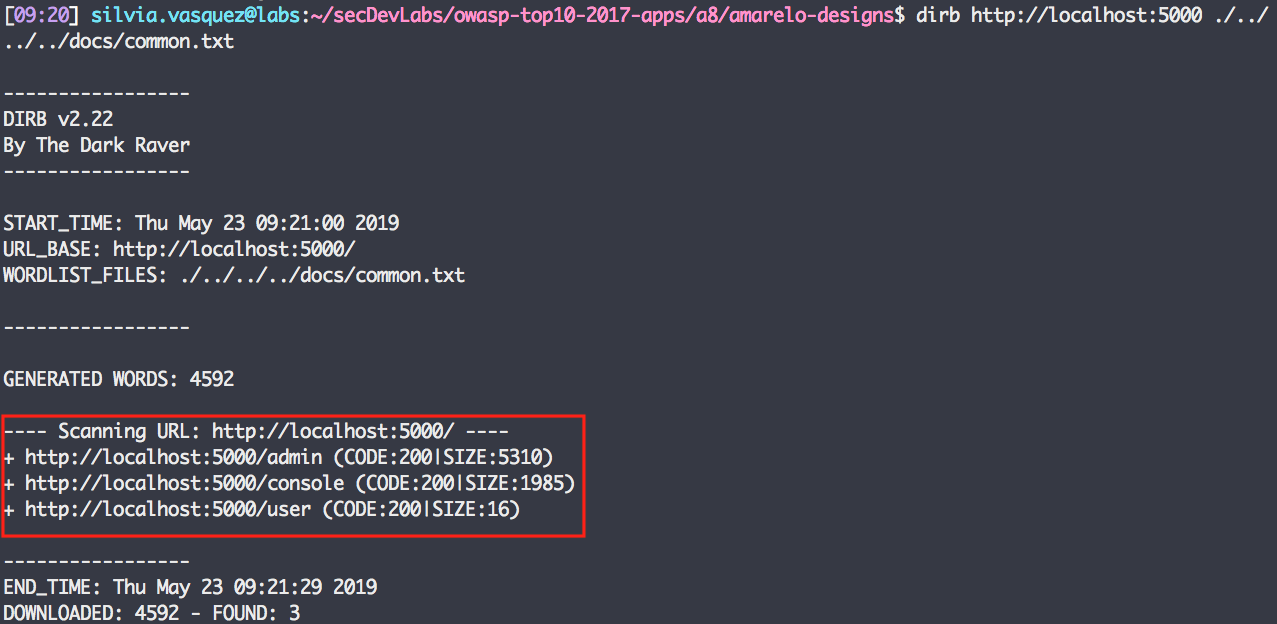 [09:20] silvia.vasquez@labs:~/secDevLabs/owasp-top10-2017-apps/a8/amarelo-designs$ dirb http://localhost:5000 ./../
../../docs/common.txt
-----------------
DIRB v2.22
By The Dark Raver
-----------------
START_TIME: Thu May 23 09:21:00 2019
URL_BASE: http://localhost:5000/
WORDLIST_FILES: ./../../../docs/common.txt
-----------------
GENERATED WORDS: 4592
---- Scanning URL: http://localhost:5000/ ----
+ http://localhost:5000/admin (CODE:200|SIZE:5310)
+ http://localhost:5000/console (CODE:200|SIZE:1985)
+ http://localhost:5000/user (CODE:200|SIZE:16)
-----------------
END_TIME: Thu May 23 09:21:29 2019
DOWNLOADED: 4592 - FOUND: 3